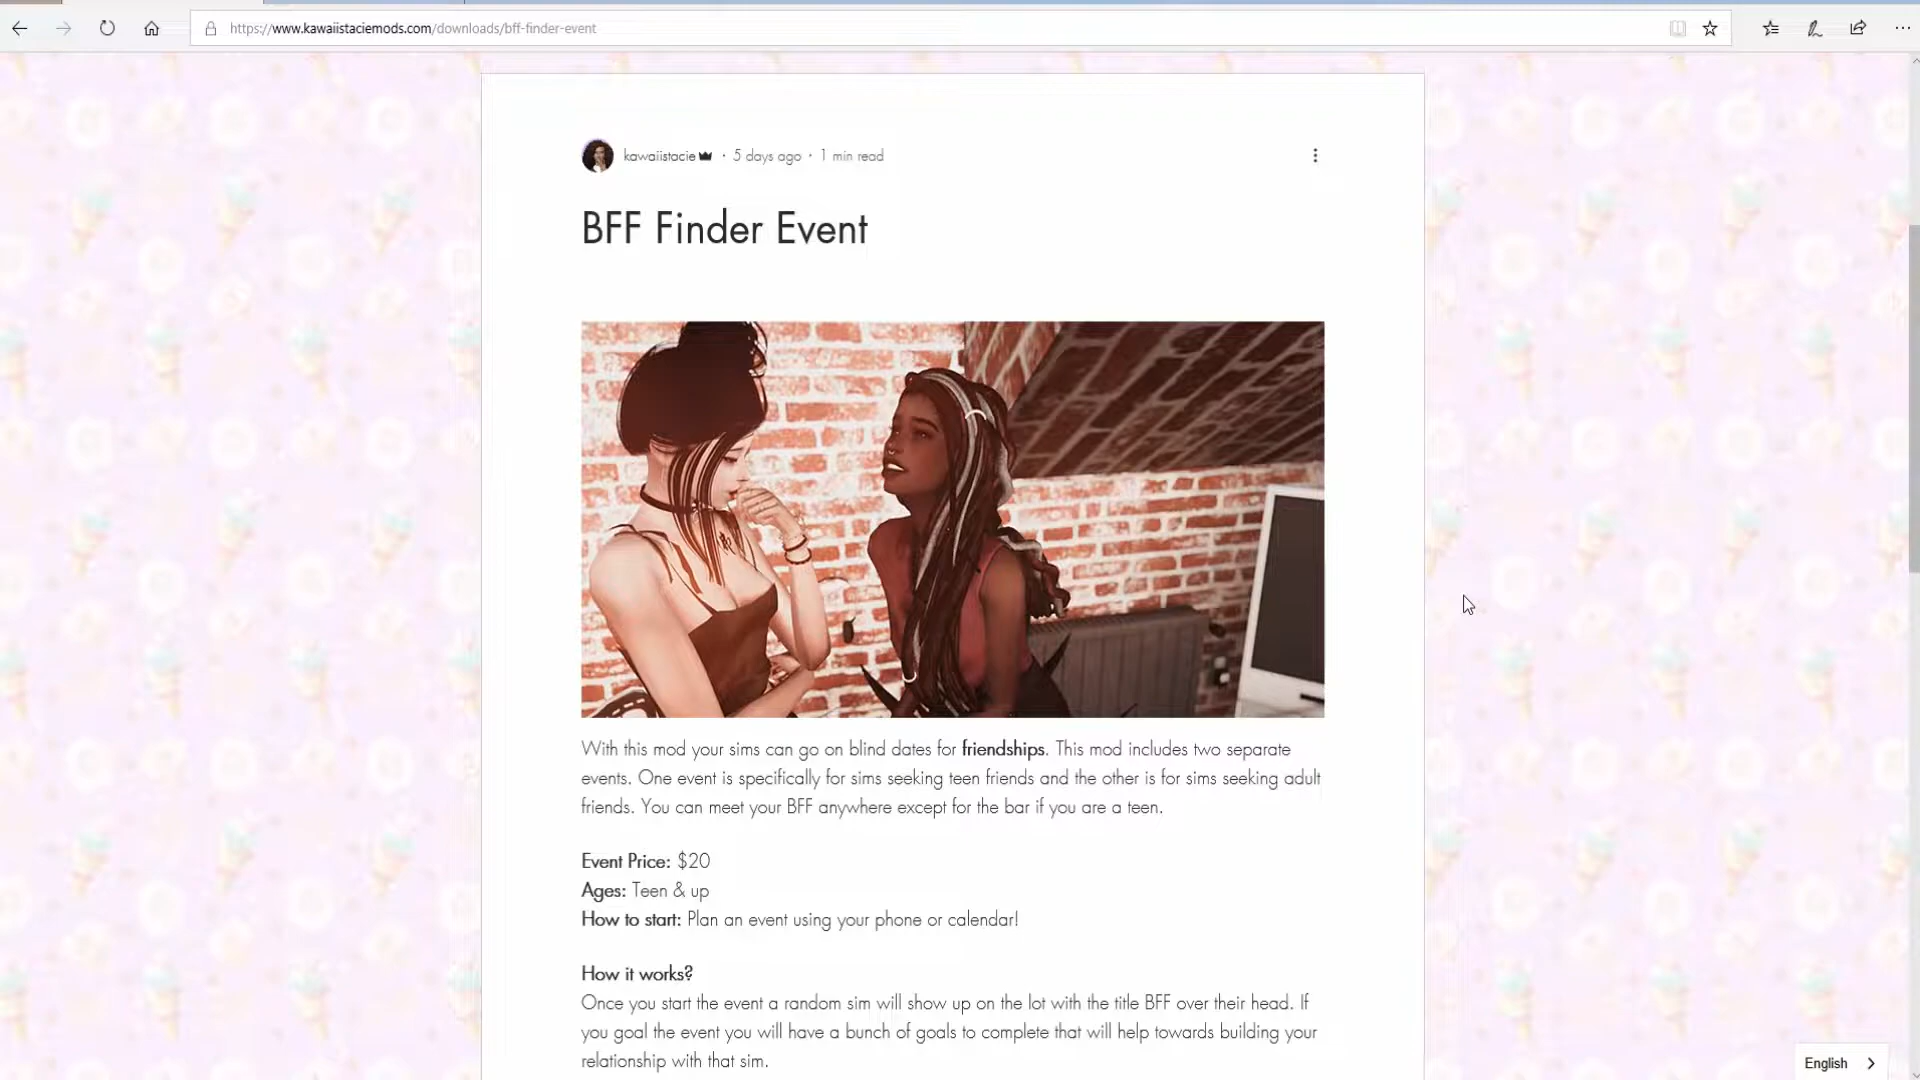 https://www.kawaiistaciemods.com/downloads/bff-finder-event
kawaiistacie · 5 days ago · 1 min read
BFF Finder Event
With this mod your sims can go on blind dates for friendships. This mod includes two separate
events. One event is specifically for sims seeking teen friends and the other is for sims seeking adult
friends. You can meet your BFF anywhere except for the bar if you are a teen.
Event Price: $20
Ages: Teen & up
How to start: Plan an event using your phone or calendar!
How it works?
Once you start the event a random sim will show up on the lot with the title BFF over their head. If
you goal the event you will have a bunch of goals to complete that will help towards building your
relationship with that sim.
English